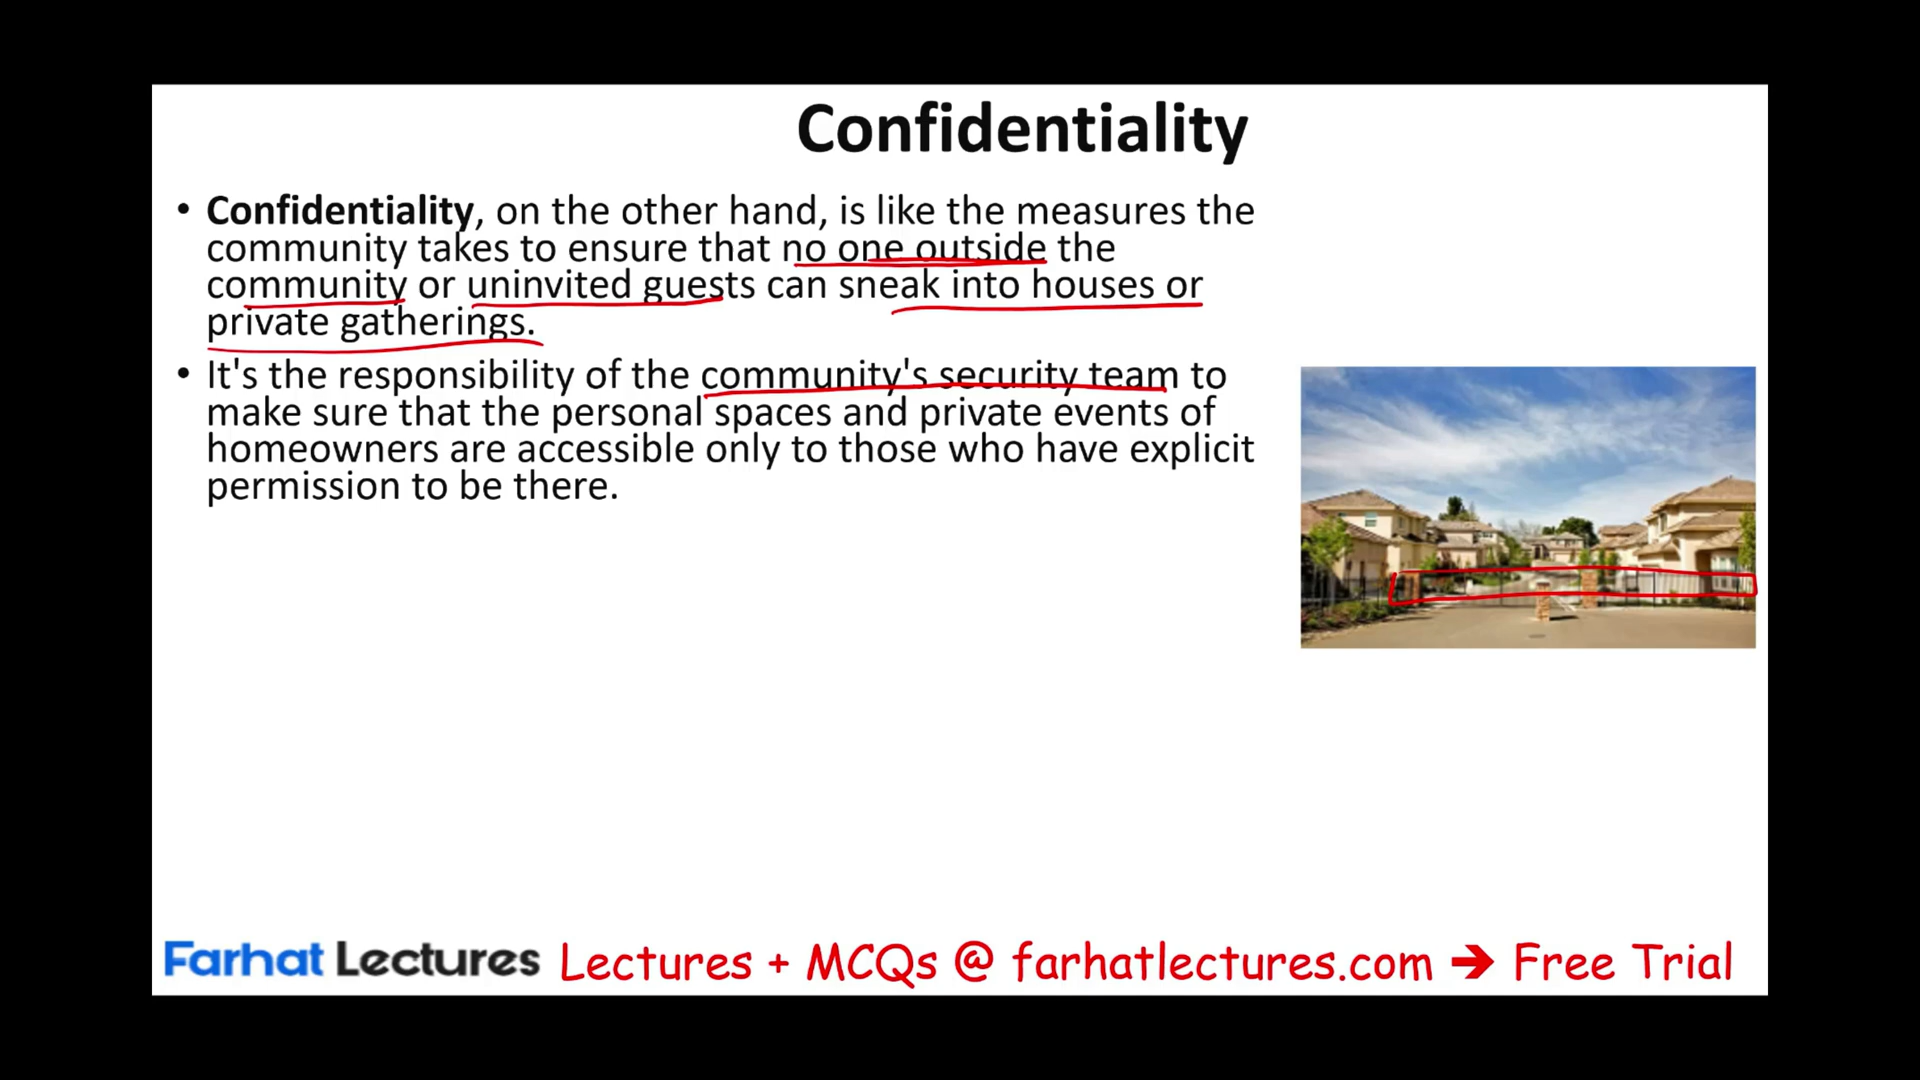 Confidentiality
• Confidentiality, on the other hand, is like the measures the
community takes to ensure that no one outside the
community or uninvited guests can sneak into houses or
private gatherings.
• It's the responsibility of the community's security team to
make sure that the personal spaces and private events of
homeowners are accessible only to those who have explicit
permission to be there.
Farhat Lectures Lectures + MCQs @ farhatlectures.com → Free Trial